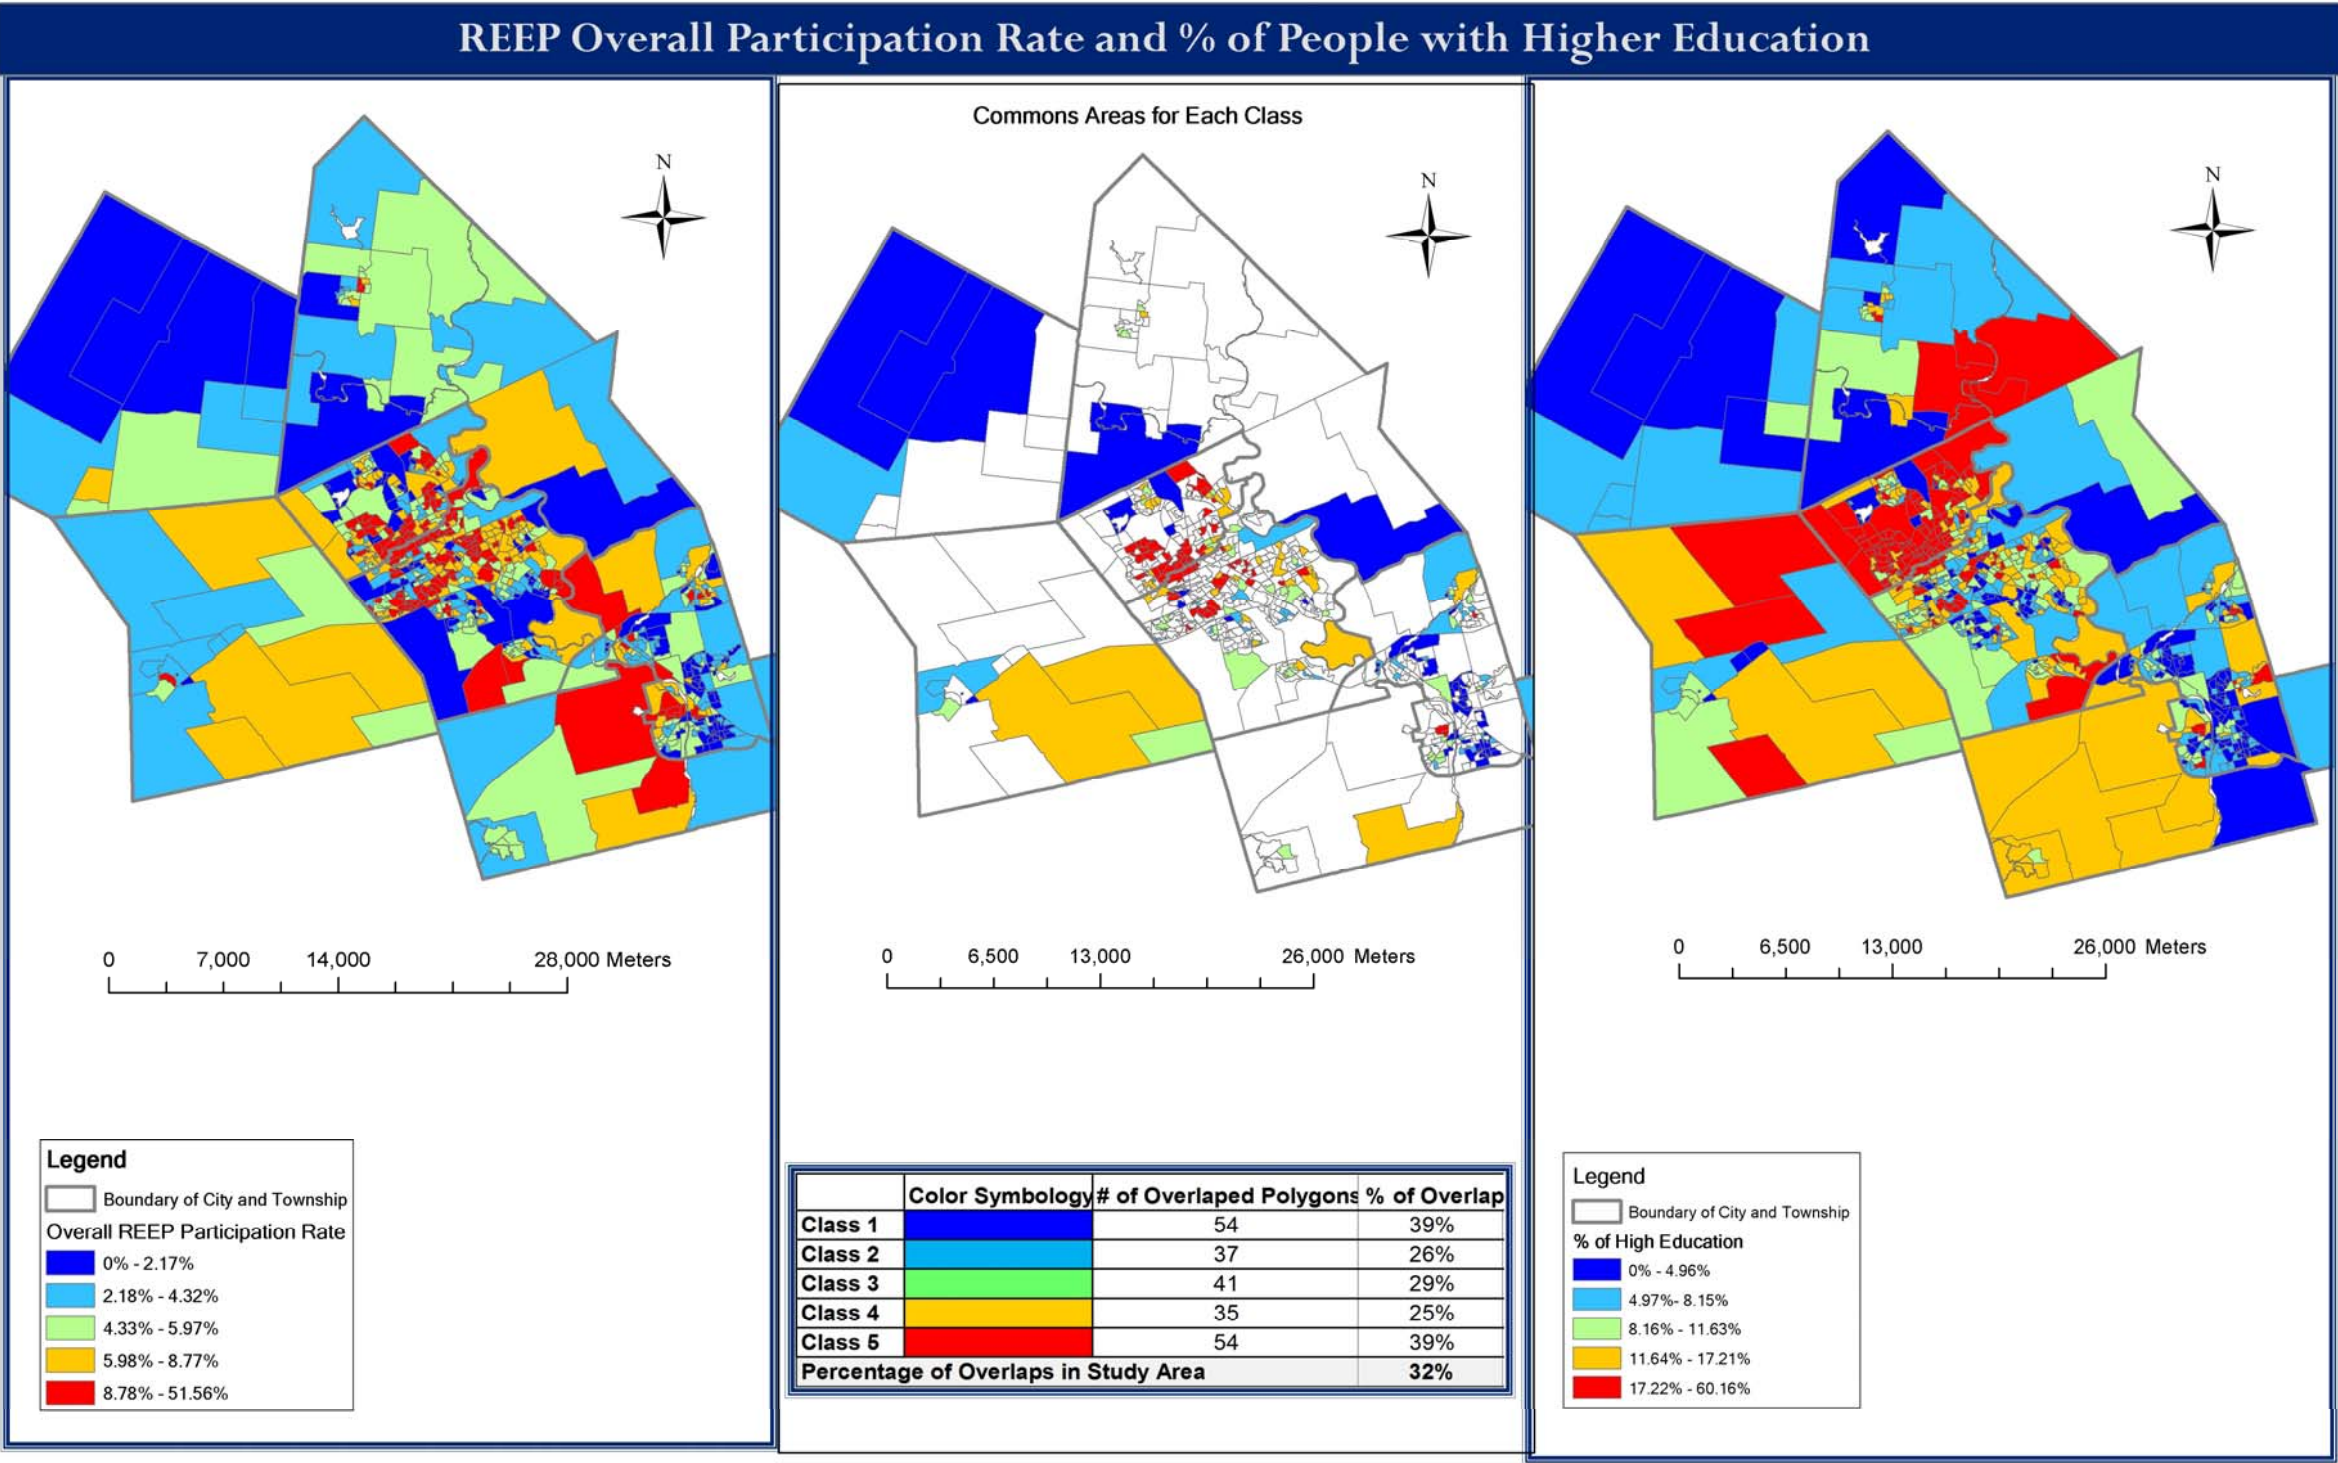 REEP Overall Participation Rate and % of People with Higher Education
N
0 7,000 14,000 28,000 Meters
Legend
Boundary of City and Township
Overall REEP Participation Rate
0% - 2.17%
2.18% - 4.32%
4.33% - 5.97%
5.98% - 8.77%
8.78% - 51.56%
Commons Areas for Each Class
N
0 6,500 13,000 26,000 Meters
Color Symbology # of Overlaped Polygons % of Overlap
Class 1 54 39%
Class 2 37 26%
Class 3 41 29%
Class 4 35 25%
Class 5 54 39%
Percentage of Overlaps in Study Area 32%
N
0 6,500 13,000 26,000 Meters
Legend
Boundary of City and Township
% of High Education
0% - 4.96%
4.97%- 8.15%
8.16% - 11.63%
11.64% - 17.21%
17.22% - 60.16%